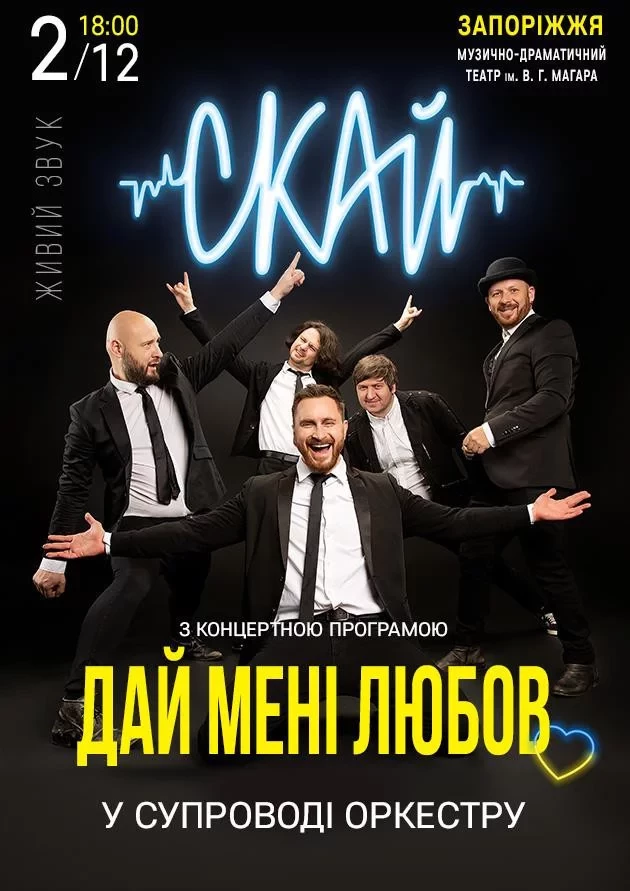 2/12
18:00
ЗАПОРІЖЖЯ
МУЗИЧНО-ДРАМАТИЧНИЙ
ТЕАТР ІМ. В. Г. МАГАРА
ЖИВИЙ ЗВУК
СКАЙ
З КОНЦЕРТНОЮ ПРОГРАМОЮ
ДАЙ МЕНІ ЛЮБОВ
У СУПРОВОДІ ОРКЕСТРУ